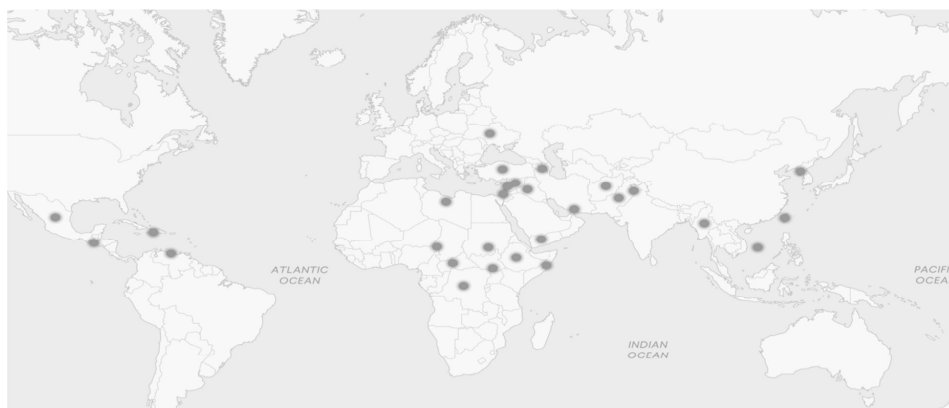 ATLANTIC
OCEAN
PACIFI
OCEA
INDIAN
OCEAN